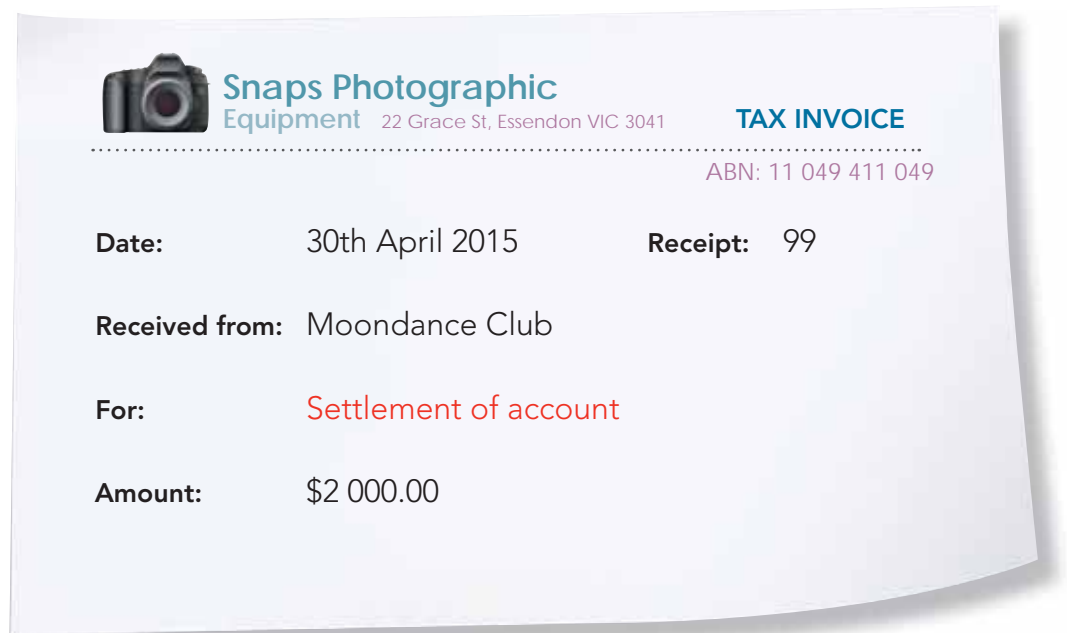 Snaps Photographic
Equipment 22 Grace St, Essendon VIC 3041 TAX INVOICE
ABN: 11 049 411 049
Date: 30th April 2015 Receipt: 99
Received from: Moondance Club
For: Settlement of account
Amount: $2 000.00